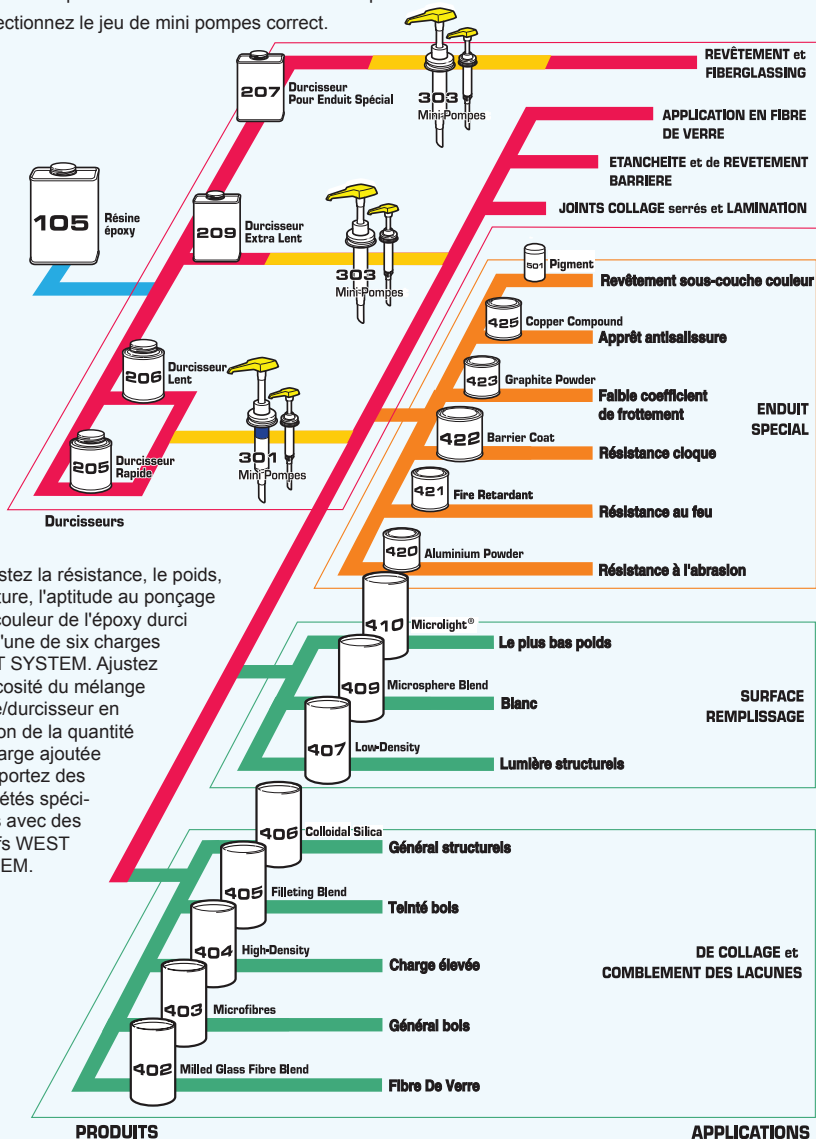 ectionnez le jeu de mini pompes correct.
207
Durcisseur
Pour Enduit Spécial
303
Mini Pompes
REVÊTEMENT et
FIBERGLASSING
APPLICATION EN FIBRE
DE VERRE
ETANCHEITE et de REVETEMENT
BARRIERE
JOINTS COLLAGE serrés et LAMINATION
105
Résine
époxy
209
Durcisseur
Extra Lent
303
Mini Pompes
206
Durcisseur
Lent
205
Durcisseur
Rapide
301
Mini Pompes
Durcisseurs
501
Pigment
Revêtement sous-couche couleur
425
Copper Compound
Apprêt antisalissure
423
Graphite Powder
Faible coefficient
de frottement
422
Barrier Coat
Résistance cloque
421
Fire Retardant
Résistance au feu
420
Aluminium Powder
Résistance à l'abrasion
ENDUIT
SPECIAL
stez la résistance, le poids,
ture, l'aptitude au ponçage
couleur de l'époxy durci
'une de six charges
T SYSTEM. Ajustez
cosité du mélange
e/durcisseur en
on de la quantité
arge ajoutée
portez des
étés spéci-
s avec des
fs WEST
EM.
410
Microlight®
Le plus bas poids
409
Microsphere Blend
Blanc
407
Low-Density
Lumière structurels
SURFACE
REMPLISSAGE
406
Colloidal Silica
Général structurels
405
Filleting Blend
Teinté bois
404
High-Density
Charge élevée
403
Microfibres
Général bois
402
Milled Glass Fibre Blend
Fibre De Verre
DE COLLAGE et
COMBLEMENT DES LACUNES
PRODUITS
APPLICATIONS